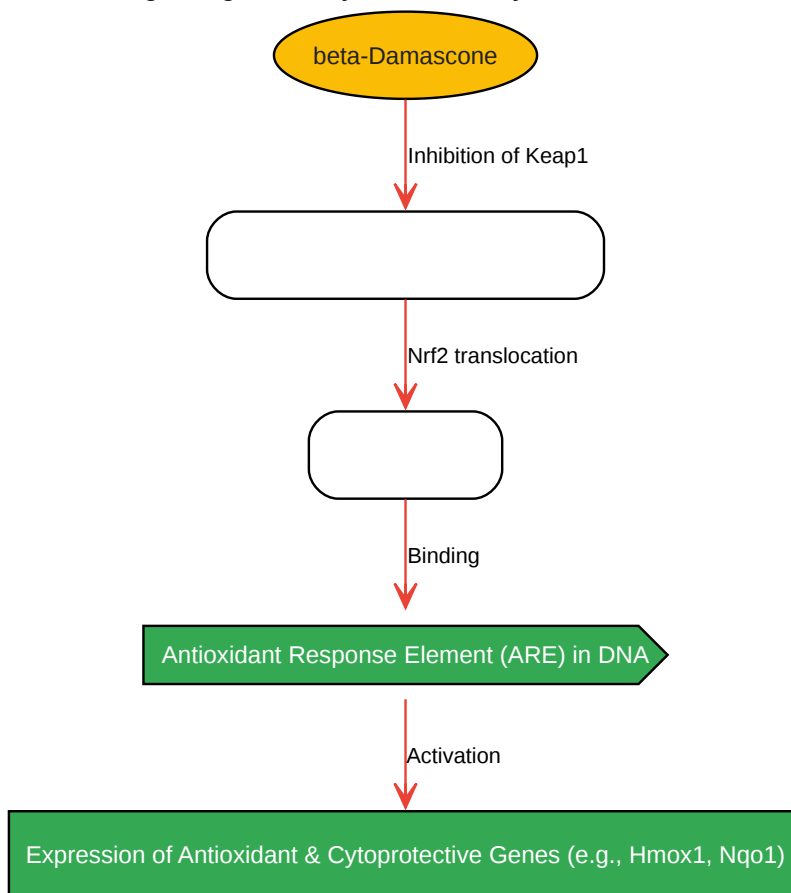 beta-Damascone
Inhibition of Keap1
Nrf2 translocation
Binding
Antioxidant Response Element (ARE) in DNA
Activation
Expression of Antioxidant & Cytoprotective Genes (e.g., Hmox1, Nqo1)